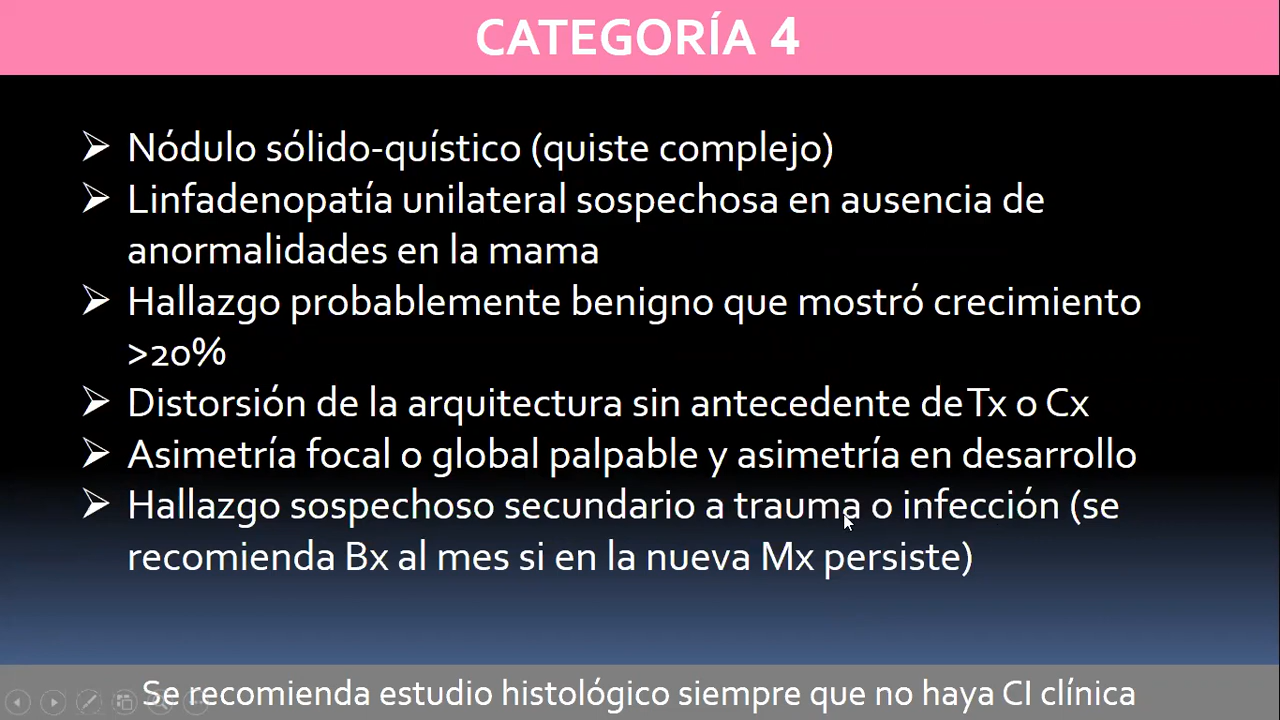 CATEGORÍA 4
Nódulo sólido-quístico (quiste complejo)
Linfadenopatía unilateral sospechosa en ausencia de
anormalidades en la mama
Hallazgo probablemente benigno que mostró crecimiento
>20%
Distorsión de la arquitectura sin antecedente de Tx o Cx
Asimetría focal o global palpable y asimetría en desarrollo
Hallazgo sospechoso secundario a trauma o infección (se
recomienda Bx al mes si en la nueva Mx persiste)
Se recomienda estudio histológico siempre que no haya CI clínica